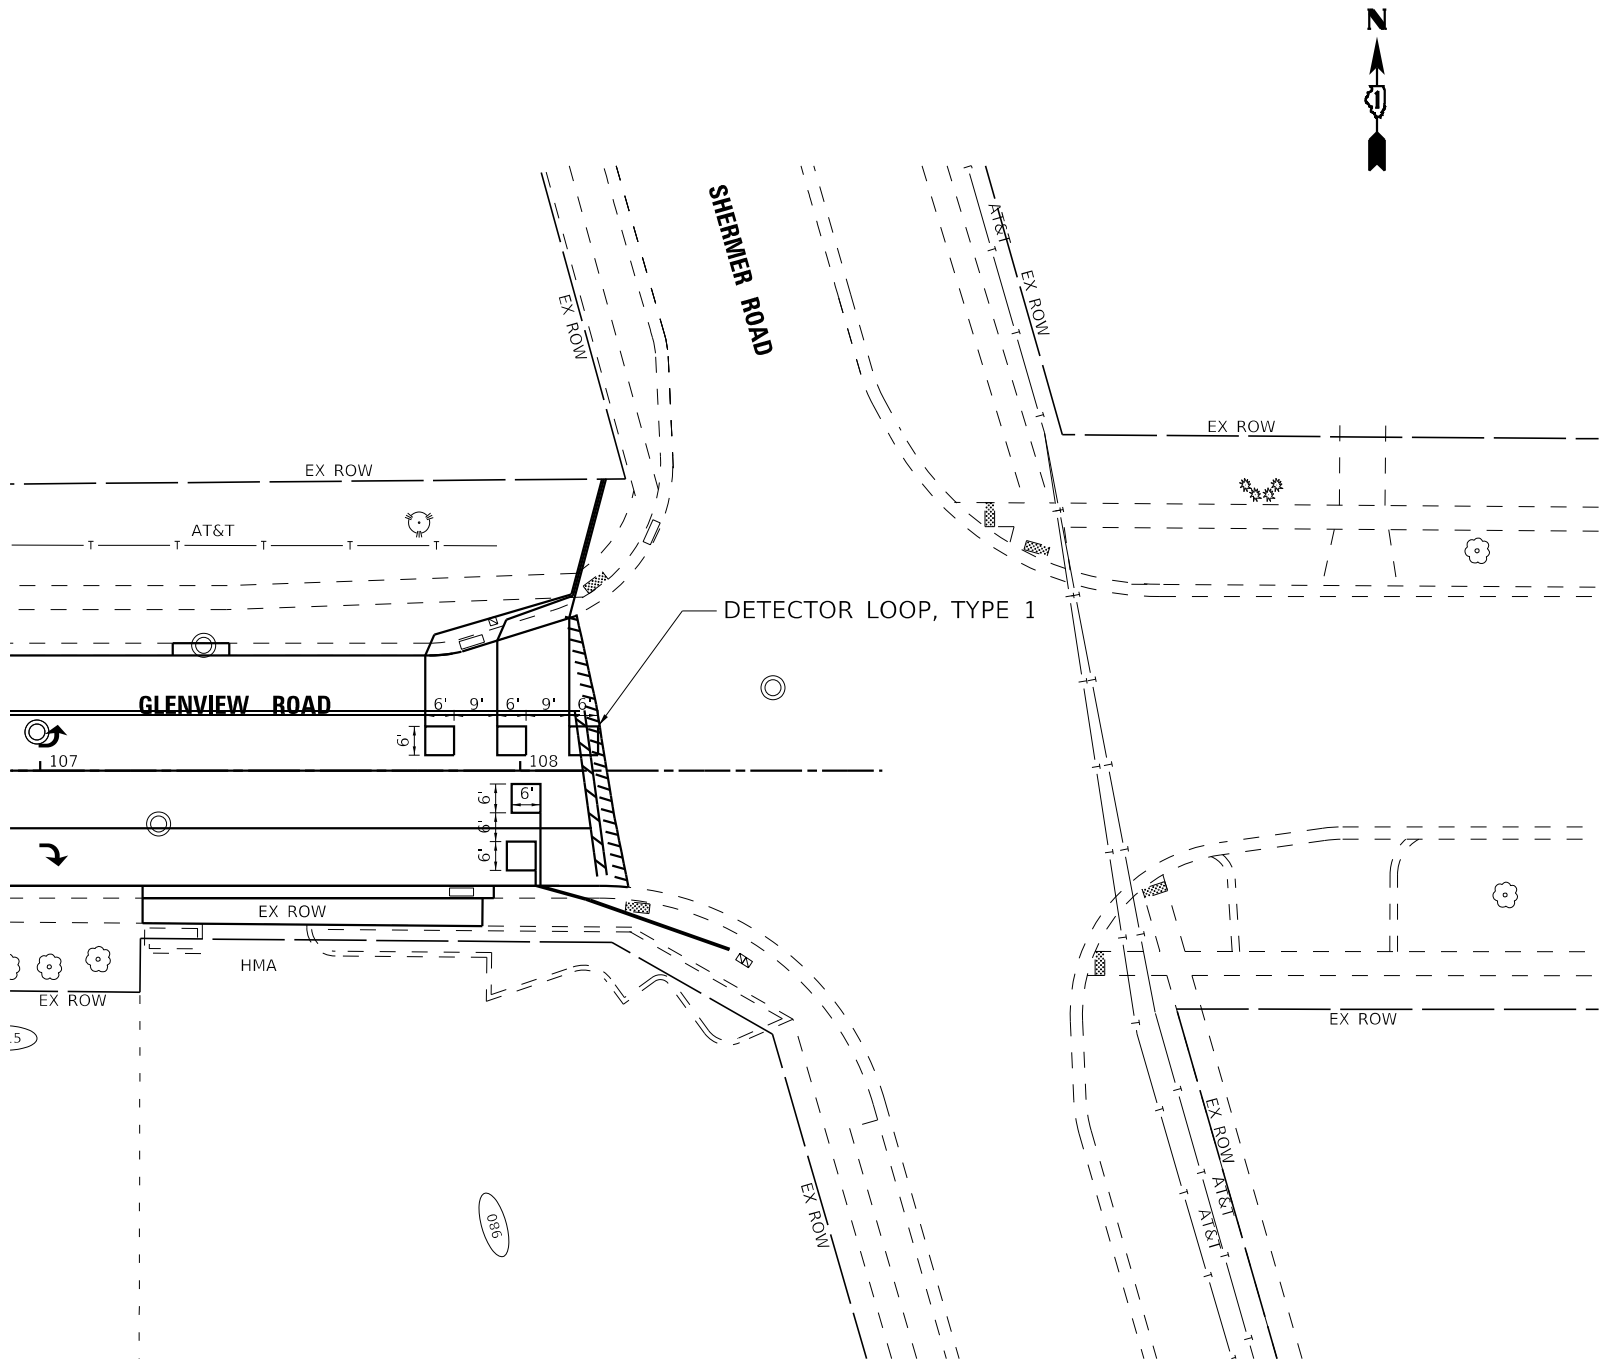 N
1
SHERMER ROAD
AT&T
EX ROW
EX ROW
EX ROW
EX ROW
AT&T
DETECTOR LOOP, TYPE 1
GLENVIEW ROAD
6' 9' 6' 9' 6'
6'
107
108
6'
6'
6'
6'
EX ROW
HMA
EX ROW
EX ROW
.5
086
EX ROW
EX ROW
AT&T
AT&T